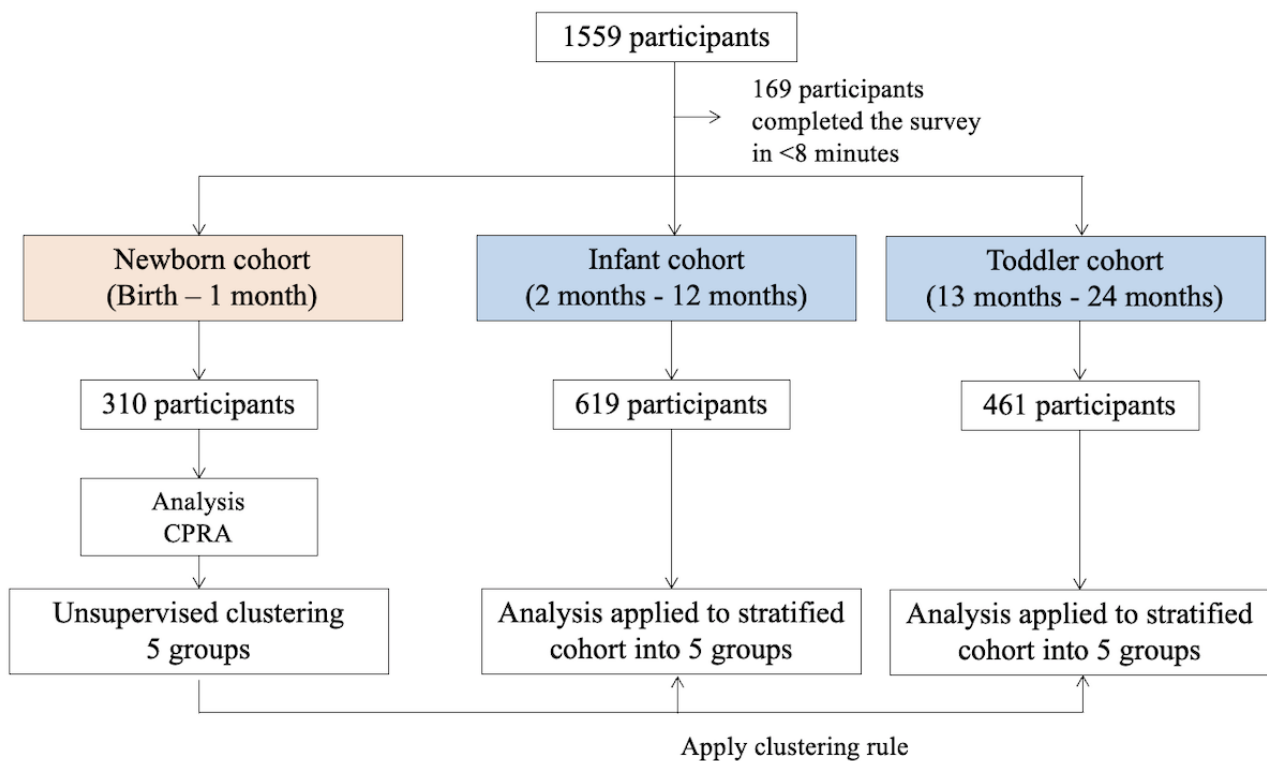 1559 participants
169 participants
completed the survey
in <8 minutes
Newborn cohort
(Birth – 1 month)
Infant cohort
(2 months - 12 months)
Toddler cohort
(13 months - 24 months)
310 participants
619 participants
461 participants
Analysis
CPRA
Unsupervised clustering
5 groups
Analysis applied to stratified
cohort into 5 groups
Analysis applied to stratified
cohort into 5 groups
Apply clustering rule